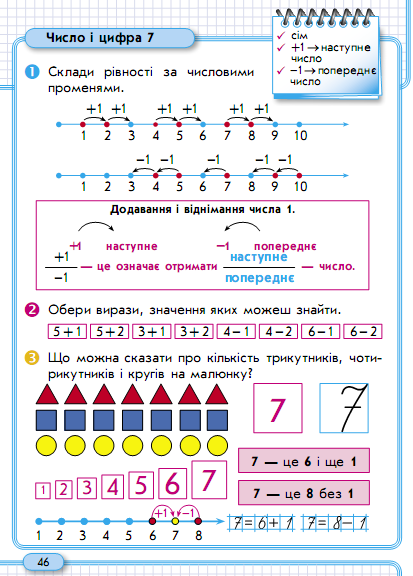 Число і цифра 7
✓ сім
✓ +1→наступне
число
✓ −1→попереднє
число
1 Склади рівності за числовими
променями.
+1 +1 +1 +1 +1 +1
1 2 3 4 5 6 7 8 9 10
−1 −1 −1 −1 −1
1 2 3 4 5 6 7 8 9 10
Додавання і віднімання числа 1.
+1 наступне −1 попереднє
+1 наступне
— це означає отримати — число.
−1 попереднє
2 Обери вирази, значення яких можеш знайти.
5+1 5+2 3+1 3+2 4−1 4−2 6−1 6−2
3 Що можна сказати про кількість трикутників, чоти-
рикутників і кругів на малюнку?
7 7
1 2 3 4 5 6 7
7 — це 6 і ще 1
7 — це 8 без 1
+1 −1
1 2 3 4 5 6 7 8
7=6+1 7=8−1
46